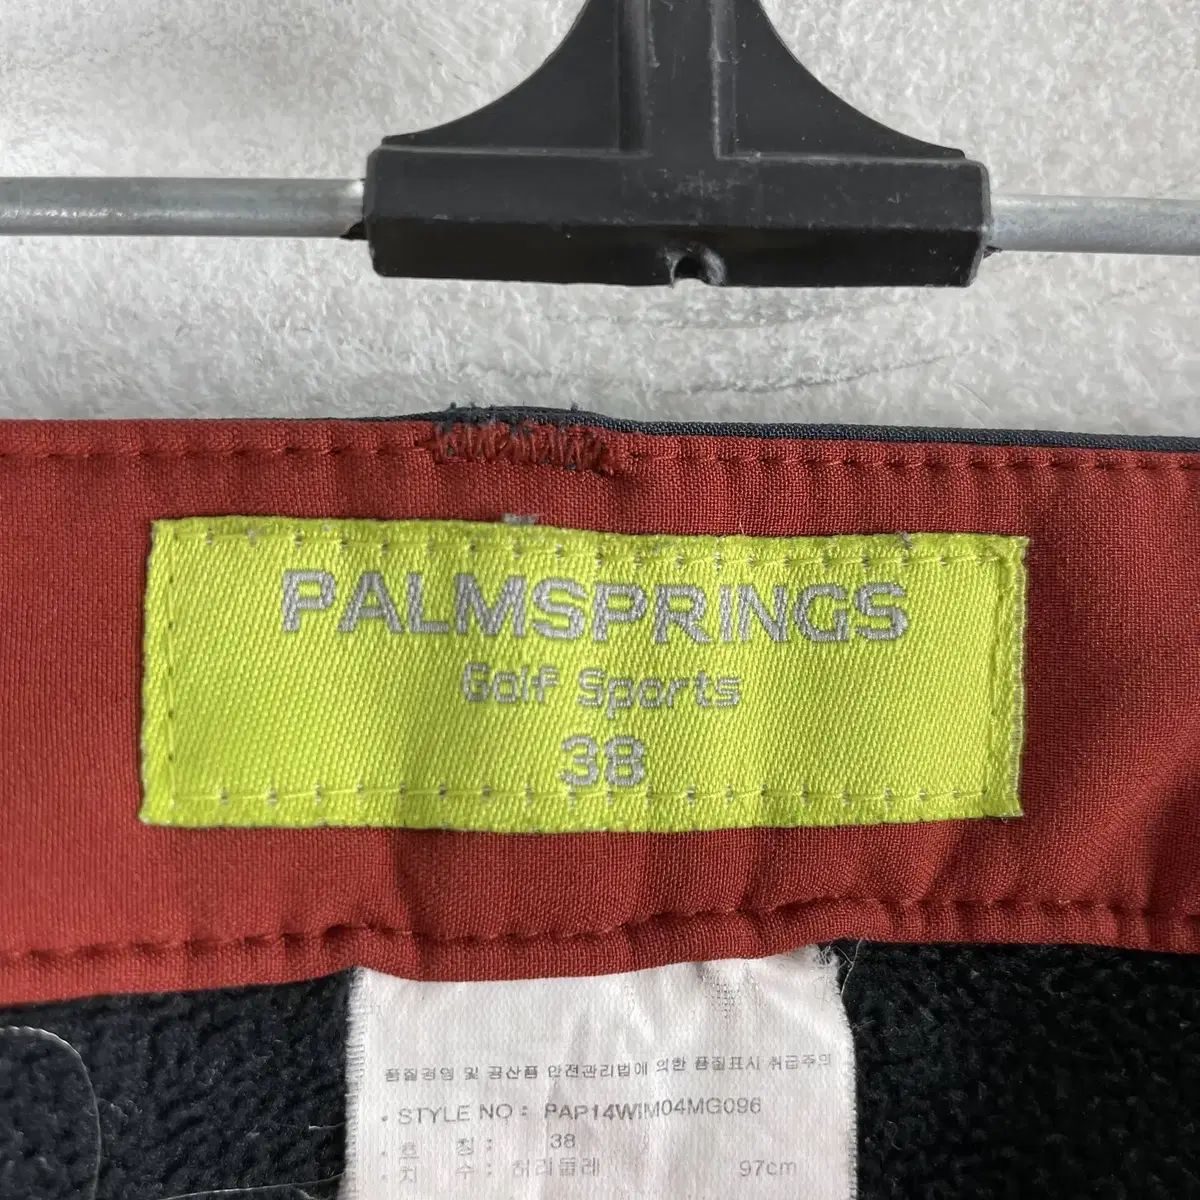 PALMSPRINGS
Golf Sports
38
품질경영 및 공산품 안전관리법에 의한 품질표시 취급주의
· STYLE NO : PAP14WIM04MG096
· 호 칭 : 38
· 치 수 : 허리둘레 97cm